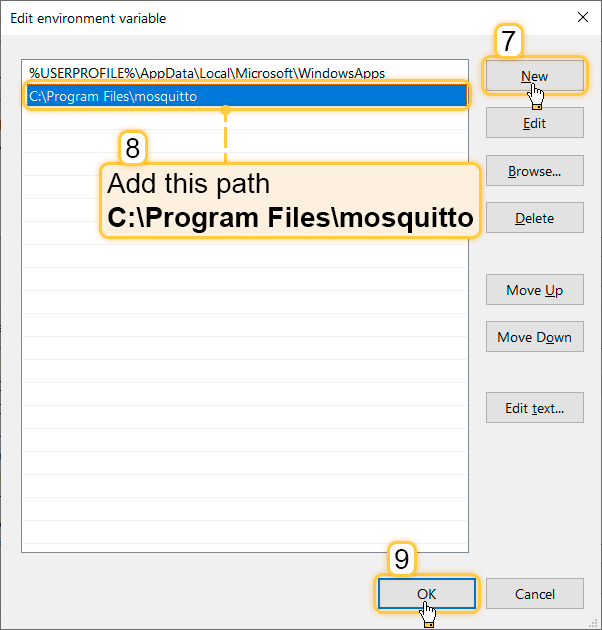 Edit environment variable
7
%USERPROFILE%\AppData\Local\Microsoft\WindowsApps
New
C:\Program Files\mosquitto
Edit
8
Add this path
C:\Program Files\mosquitto
Browse...
Delete
Move Up
Move Down
Edit text...
9
OK
Cancel